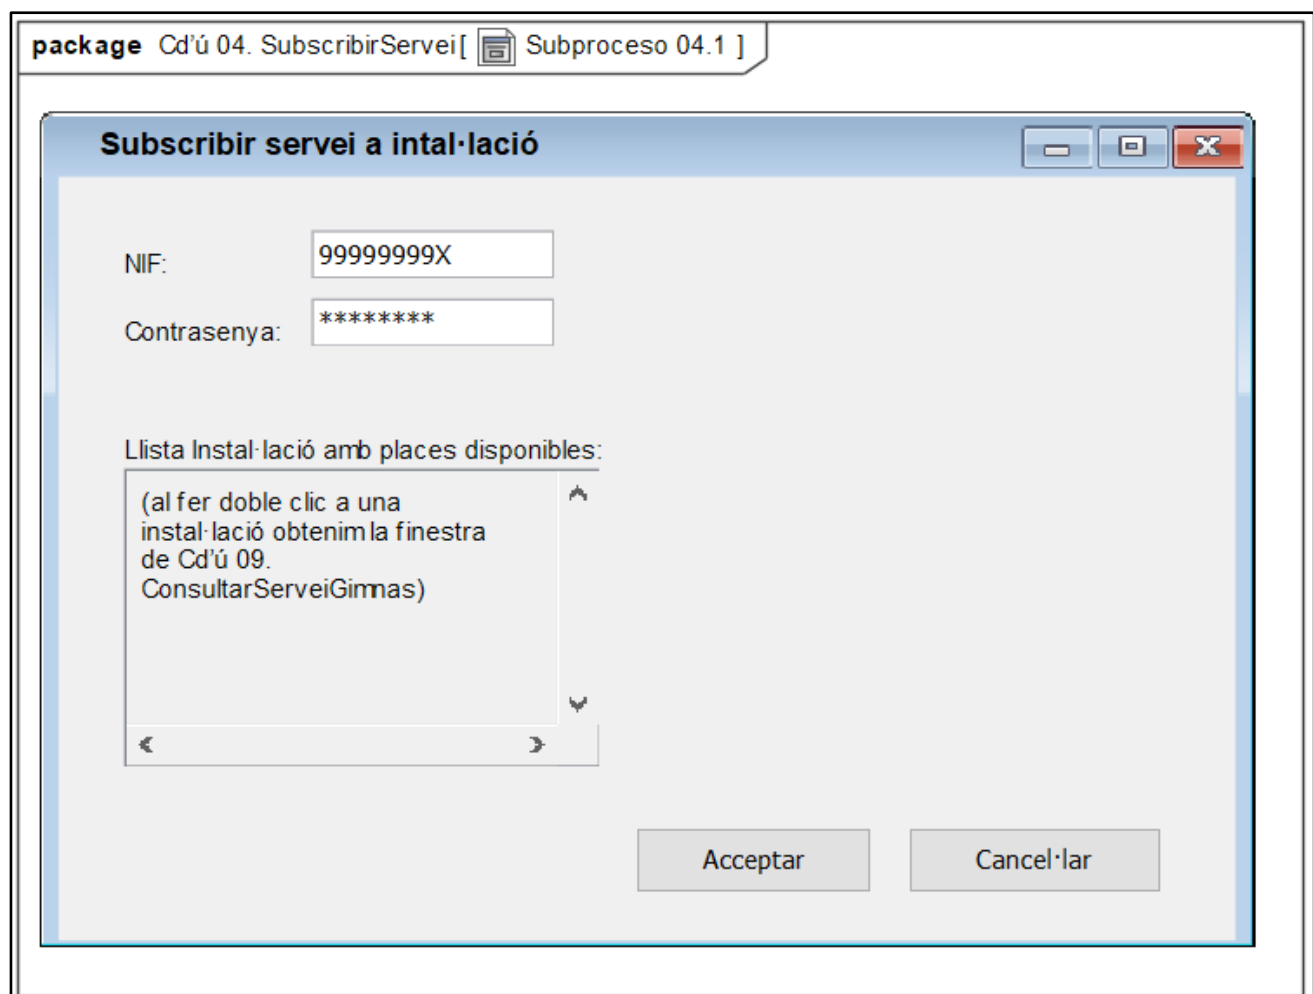 package Cd'ú 04. SubscribirServei[ Subproceso 04.1 ]
Subscribir servei a intal·lació
NIF: 99999999X
Contrasenya: ********
Llista Instal·lació amb places disponibles:
(al fer doble clic a una
instal·lació obtenim la finestra
de Cd'ú 09.
ConsultarServeiGimnas)
Acceptar Cancel·lar